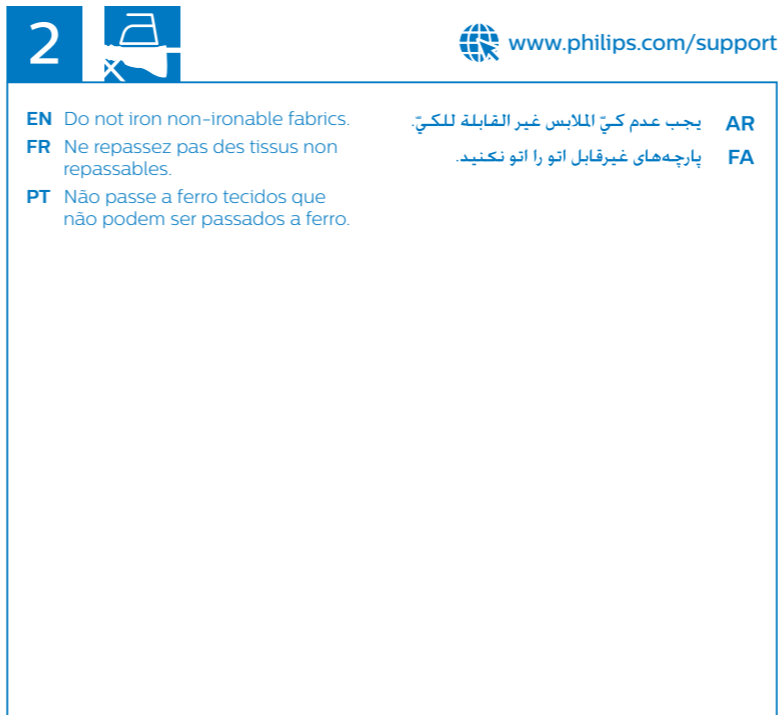 2
www.philips.com/support
EN Do not iron non-ironable fabrics.
FR Ne repassez pas des tissus non
repassables.
PT Não passe a ferro tecidos que
não podem ser passados a ferro.
AR يجب عدم كيّ الملابس غير القابلة للكيّ.
FA پارچه‌های غیرقابل اتو را اتو نکنید.